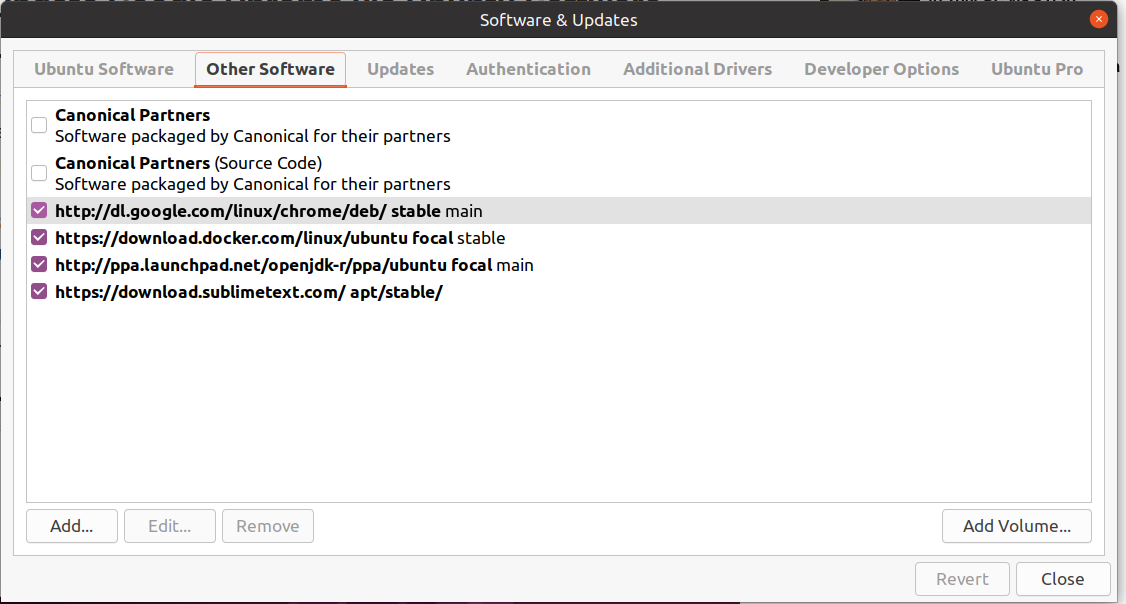 Software & Updates
Ubuntu Software Other Software Updates Authentication Additional Drivers Developer Options Ubuntu Pro
Canonical Partners
Software packaged by Canonical for their partners
Canonical Partners (Source Code)
Software packaged by Canonical for their partners
http://dl.google.com/linux/chrome/deb/ stable main
https://download.docker.com/linux/ubuntu focal stable
http://ppa.launchpad.net/openjdk-r/ppa/ubuntu focal main
https://download.sublimetext.com/ apt/stable/
Add... Edit... Remove Add Volume...
Revert Close